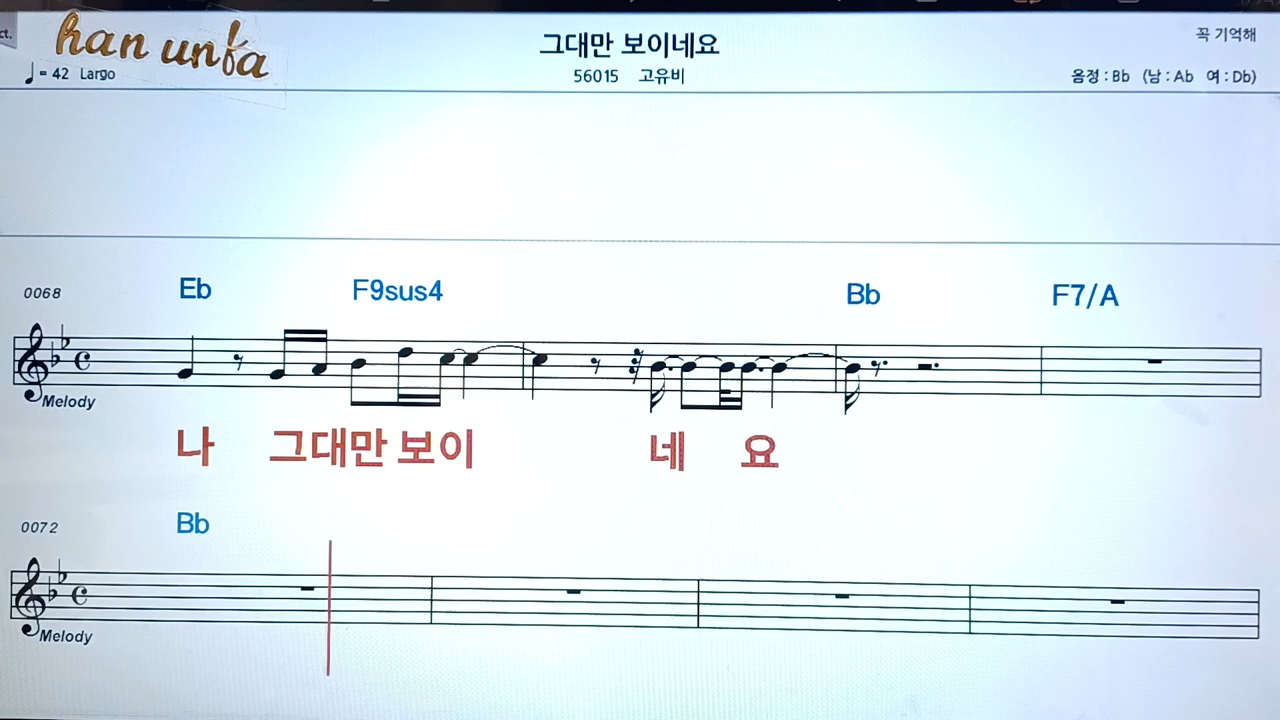 ct.
han unfa
그대만 보이네요
꼭 기억해
♩= 42 Largo
56015 고유비
음정 : Bb (남 : Ab 여 : Db)
0068
Eb F9sus4 Bb F7/A
Melody
나 그대만 보이 네 요
0072
Bb
Melody